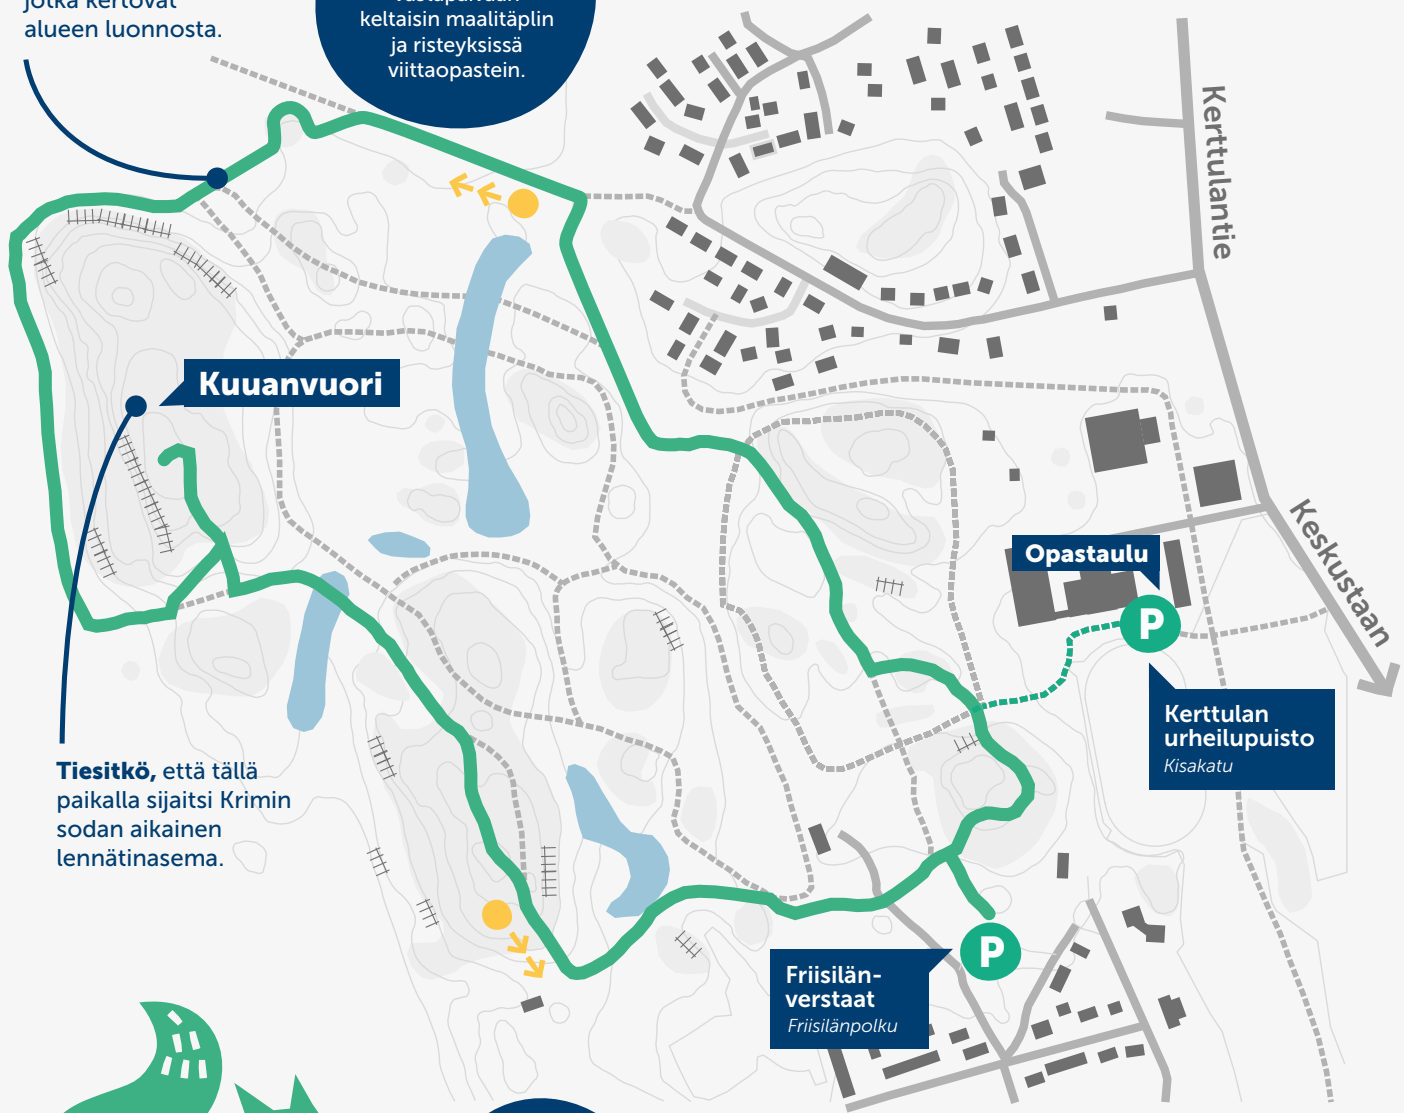 jotka kertovat
alueen luonnosta.
keltaisin maalitäplin
ja risteyksissä
viittaopastein.
Kerttulantie
Kuuanvuori
Keskustaan
Opastaulu
P
Kerttulan
urheilupuisto
Kisakatu
Tiesitkö, että tällä
paikalla sijaitsi Krimin
sodan aikainen
lennätinasema.
P
Friisilän-
verstaat
Friisilänpolku